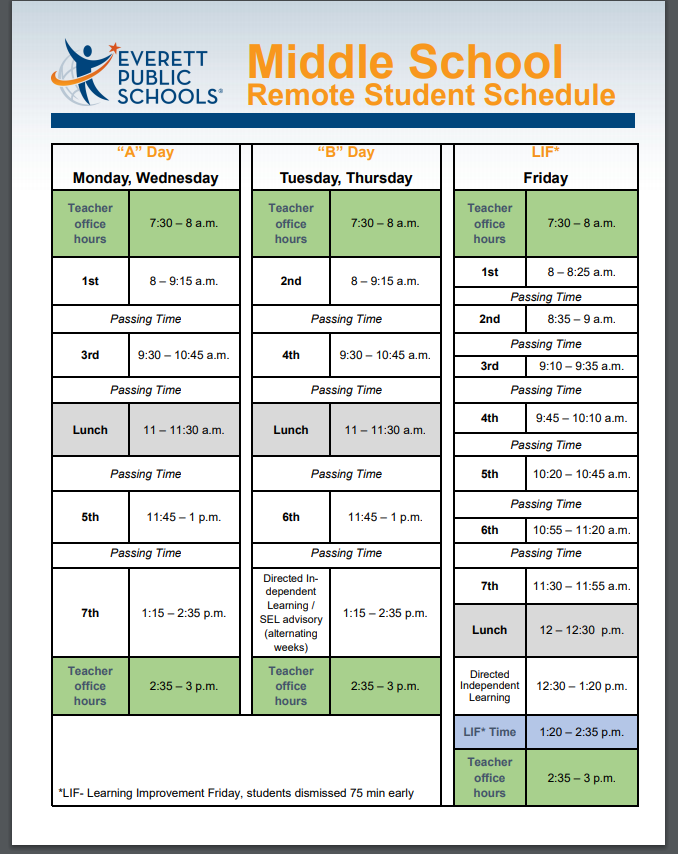 EVERETT
PUBLIC
SCHOOLS®
Middle School
Remote Student Schedule
“A” Day
Monday, Wednesday
Teacher
office
hours
7:30 – 8 a.m.
1st
8 – 9:15 a.m.
Passing Time
3rd
9:30 – 10:45 a.m.
Passing Time
Lunch
11 – 11:30 a.m.
Passing Time
5th
11:45 – 1 p.m.
Passing Time
7th
1:15 – 2:35 p.m.
Teacher
office
hours
2:35 – 3 p.m.
“B” Day
Tuesday, Thursday
Teacher
office
hours
7:30 – 8 a.m.
2nd
8 – 9:15 a.m.
Passing Time
4th
9:30 – 10:45 a.m.
Passing Time
Lunch
11 – 11:30 a.m.
Passing Time
6th
11:45 – 1 p.m.
Passing Time
Directed In-
dependent
Learning /
SEL advisory
(alternating
weeks)
1:15 – 2:35 p.m.
Teacher
office
hours
2:35 – 3 p.m.
LIF*
Friday
Teacher
office
hours
7:30 – 8 a.m.
1st
8 – 8:25 a.m.
Passing Time
2nd
8:35 – 9 a.m.
Passing Time
3rd
9:10 – 9:35 a.m.
Passing Time
4th
9:45 – 10:10 a.m.
Passing Time
5th
10:20 – 10:45 a.m.
Passing Time
6th
10:55 – 11:20 a.m.
Passing Time
7th
11:30 – 11:55 a.m.
Lunch
12 – 12:30 p.m.
Directed
Independent
Learning
12:30 – 1:20 p.m.
LIF* Time
1:20 – 2:35 p.m.
Teacher
office
hours
2:35 – 3 p.m.
*LIF- Learning Improvement Friday, students dismissed 75 min early